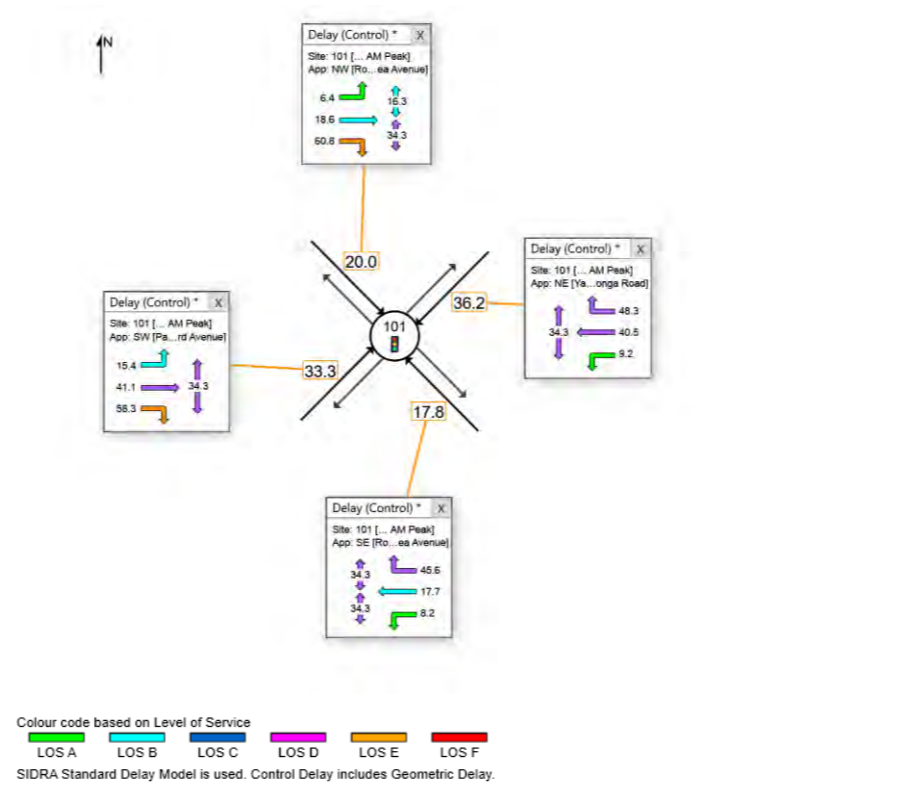 N
Delay (Control) * X
Site: 101 [... AM Peak]
App: NW [Ro...ea Avenue]
6.4
16.3
18.6
34.3
60.8
20.0
Delay (Control) * X
Site: 101 [... AM Peak]
App: NE [Ya...onga Road]
48.3
34.3 40.5
9.2
36.2
101
Delay (Control) * X
Site: 101 [... AM Peak]
App: SW [Pa...rd Avenue]
15.4
41.1 34.3
56.3
33.3
17.8
Delay (Control) * X
Site: 101 [... AM Peak]
App: SE [Ro...ea Avenue]
34.3 45.6
17.7
34.3 8.2
Colour code based on Level of Service
LOS A LOS B LOS C LOS D LOS E LOS F
SIDRA Standard Delay Model is used. Control Delay includes Geometric Delay.